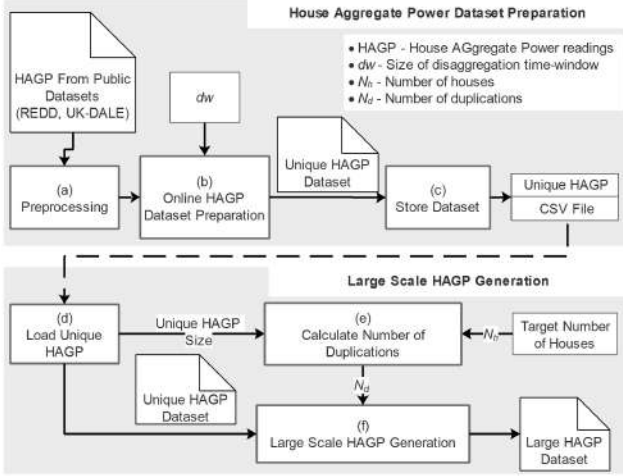 House Aggregate Power Dataset Preparation
HAGP From Public
Datasets
(REDD, UK-DALE)
dw
• HAGP - House AGgregate Power readings
• dw - Size of disaggregation time-window
• Nh - Number of houses
• Nd - Number of duplications
(a)
Preprocessing
(b)
Online HAGP
Dataset Preparation
Unique HAGP
Dataset
(c)
Store Dataset
Unique HAGP
CSV File
Large Scale HAGP Generation
(d)
Load Unique
HAGP
Unique HAGP
Size
(e)
Calculate Number of
Duplications
Nh
Target Number
of Houses
Unique HAGP
Dataset
Nd
(f)
Large Scale HAGP Generation
Large HAGP
Dataset